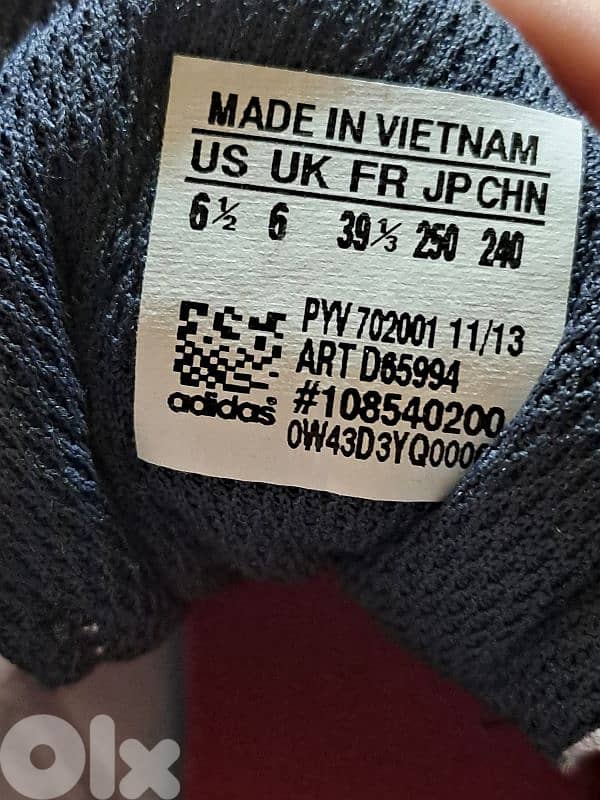 MADE IN VIETNAM
US UK FR JP CHN
6½ 6 39⅓ 250 240
PYV 702001 11/13
ART D65994
#108540200
adidas®
0W43D3YQ000
Olx